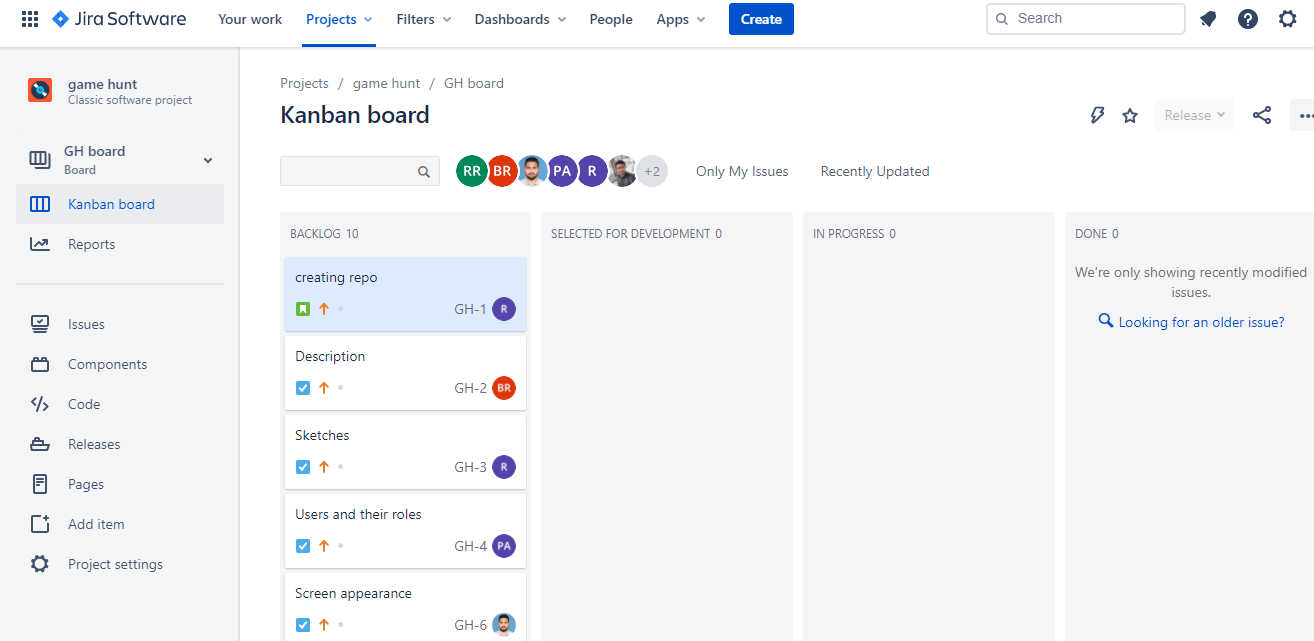 Jira Software Your work Projects Filters Dashboards People Apps Create Search
game hunt
Classic software project
GH board
Board
Kanban board
Reports
Issues
Components
Code
Releases
Pages
Add item
Project settings
Projects / game hunt / GH board
Kanban board
Release
RR BR PA R +2 Only My Issues Recently Updated
BACKLOG 10
creating repo
GH-1 R
Description
GH-2 BR
Sketches
GH-3 R
Users and their roles
GH-4 PA
Screen appearance
GH-6
SELECTED FOR DEVELOPMENT 0
IN PROGRESS 0
DONE 0
We're only showing recently modified
issues.
Looking for an older issue?